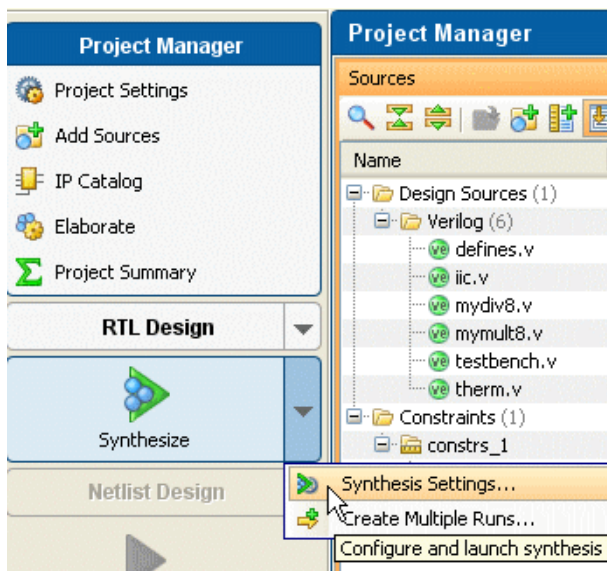 Project Manager
Project Settings
Add Sources
IP Catalog
Elaborate
Project Summary
RTL Design
Synthesize
Netlist Design
Project Manager
Sources
Name
Design Sources (1)
Verilog (6)
defines.v
iic.v
mydiv8.v
mymult8.v
testbench.v
therm.v
Constraints (1)
constrs_1
Synthesis Settings...
Create Multiple Runs...
Configure and launch synthesis